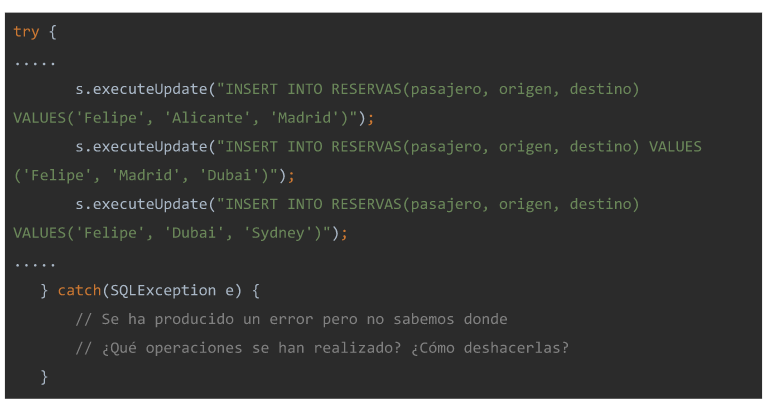 try {
.....
       s.executeUpdate("INSERT INTO RESERVAS(pasajero, origen, destino)
VALUES('Felipe', 'Alicante', 'Madrid')");
       s.executeUpdate("INSERT INTO RESERVAS(pasajero, origen, destino) VALUES
('Felipe', 'Madrid', 'Dubai')");
       s.executeUpdate("INSERT INTO RESERVAS(pasajero, origen, destino)
VALUES('Felipe', 'Dubai', 'Sydney')");
.....
   } catch(SQLException e) {
       // Se ha producido un error pero no sabemos donde
       // ¿Qué operaciones se han realizado? ¿Cómo deshacerlas?
   }